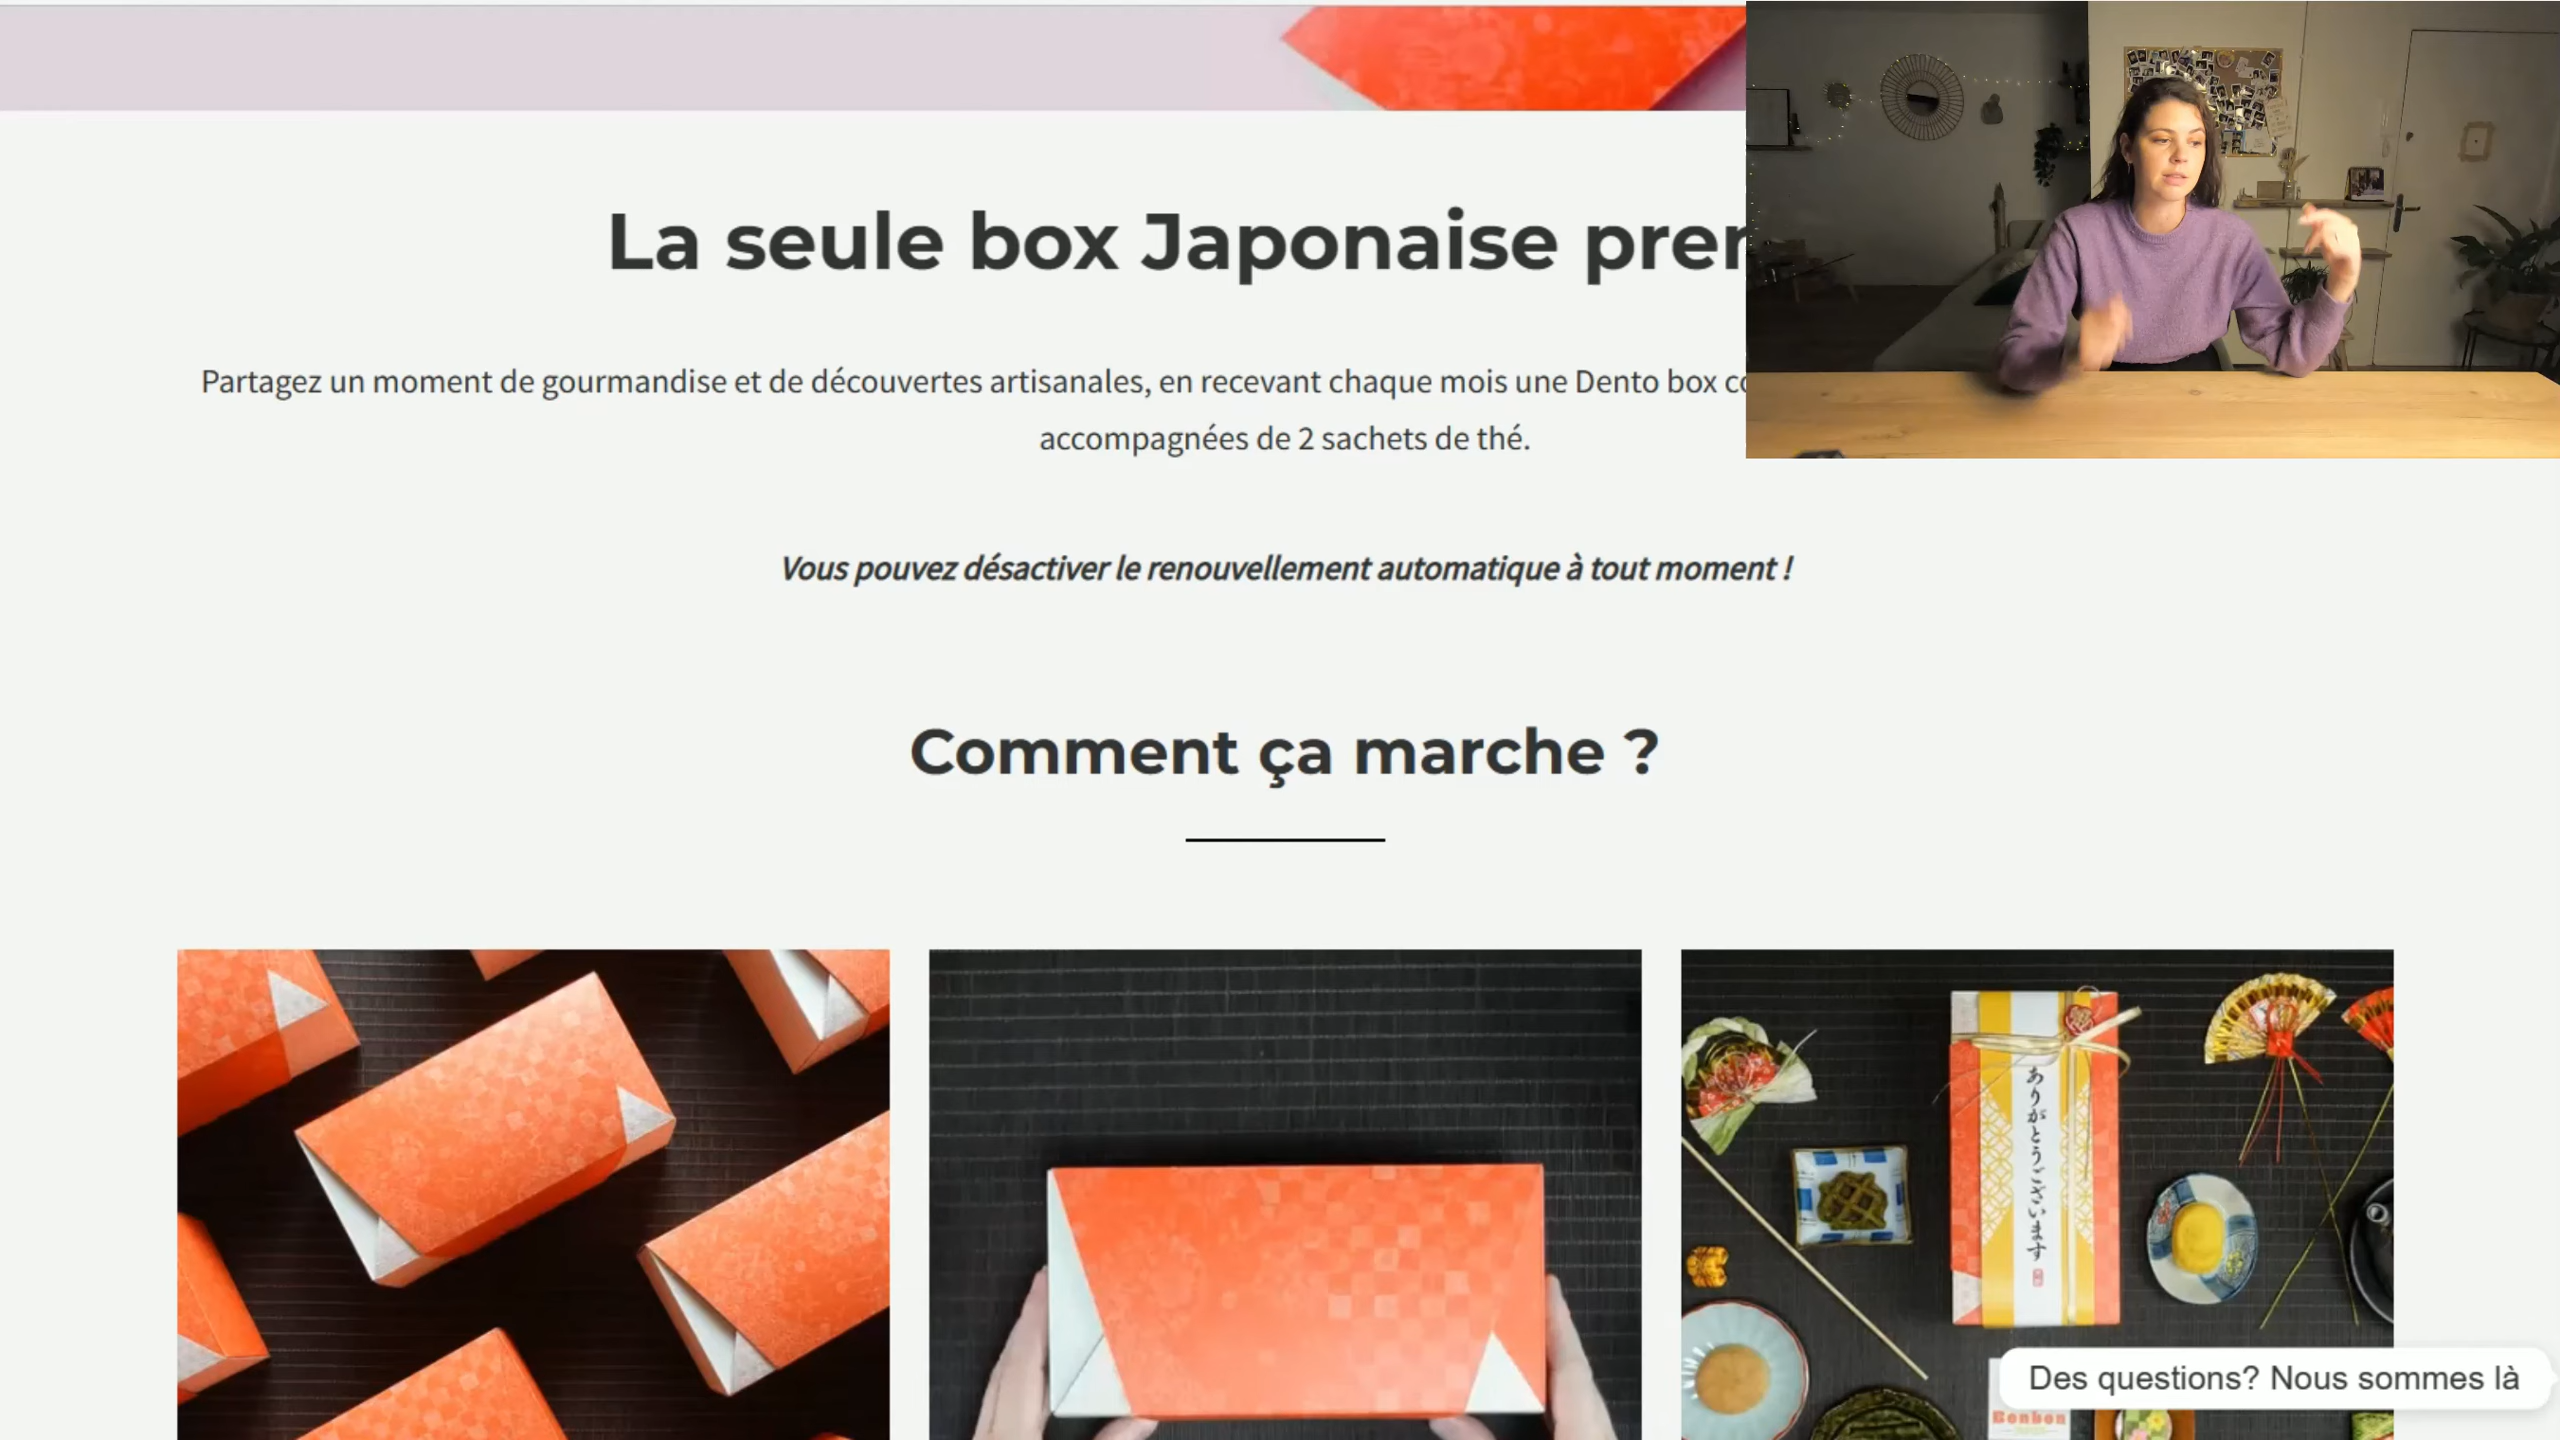 La seule box Japonaise
Partagez un moment de gourmandise et de découvertes artisanales, en recevant chaque mois une Dento box
accompagnées de 2 sachets de thé.
Vous pouvez désactiver le renouvellement automatique à tout moment !
Comment ça marche ?
ありがとうございます
Des questions? Nous sommes là
Bonbon